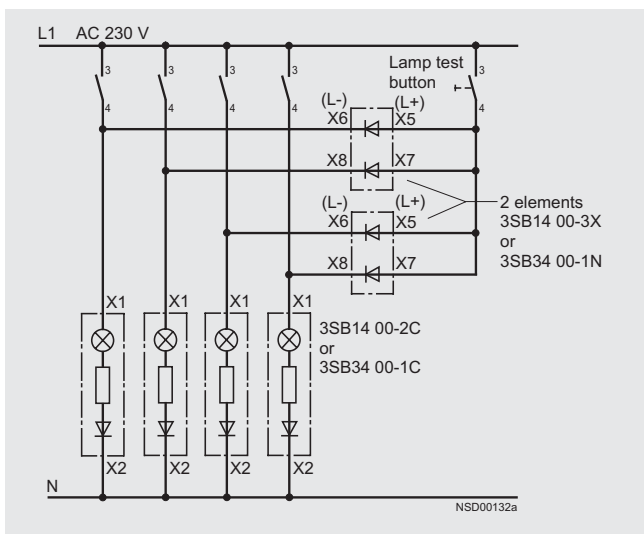 L1 AC 230 V
3 3 3 3 Lamp test 3
button
4 4 4 4 4
(L-) (L+)
X6 X5
X8 X7
(L-) (L+)
X6 X5
X8 X7
2 elements
3SB14 00-3X
or
3SB34 00-1N
X1 X1 X1 X1
3SB14 00-2C
or
3SB34 00-1C
X2 X2 X2 X2
N
NSD00132a